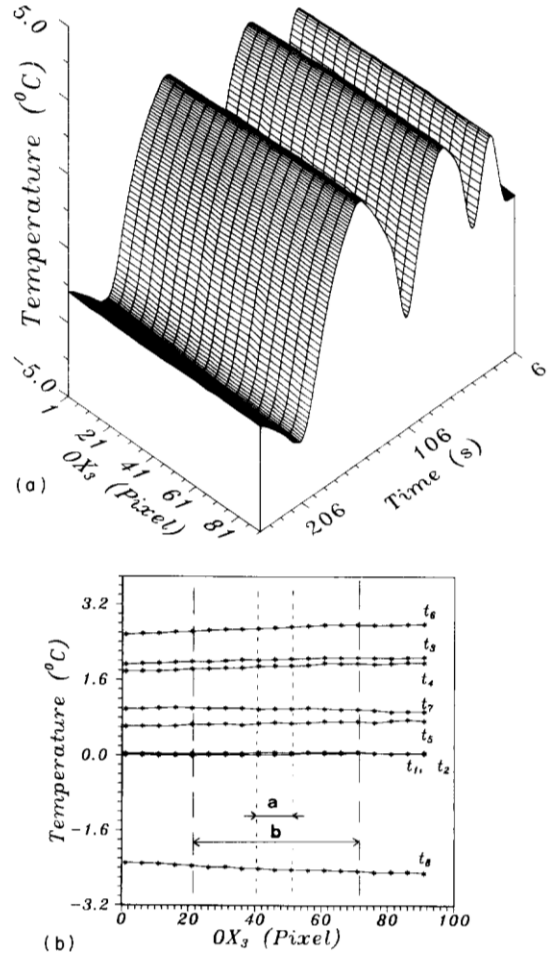 5.0
Temperature (°C)
-5.0
1
21
41
61
81
OX₃ (Pixel)
6
106
206
Time (s)
(a)
3.2
1.6
0.0
-1.6
-3.2
Temperature (°C)
t₆
t₃
t₄
t₇
t₅
t₁, t₂
t₈
a
b
0 20 40 60 80 100
OX₃ (Pixel)
(b)